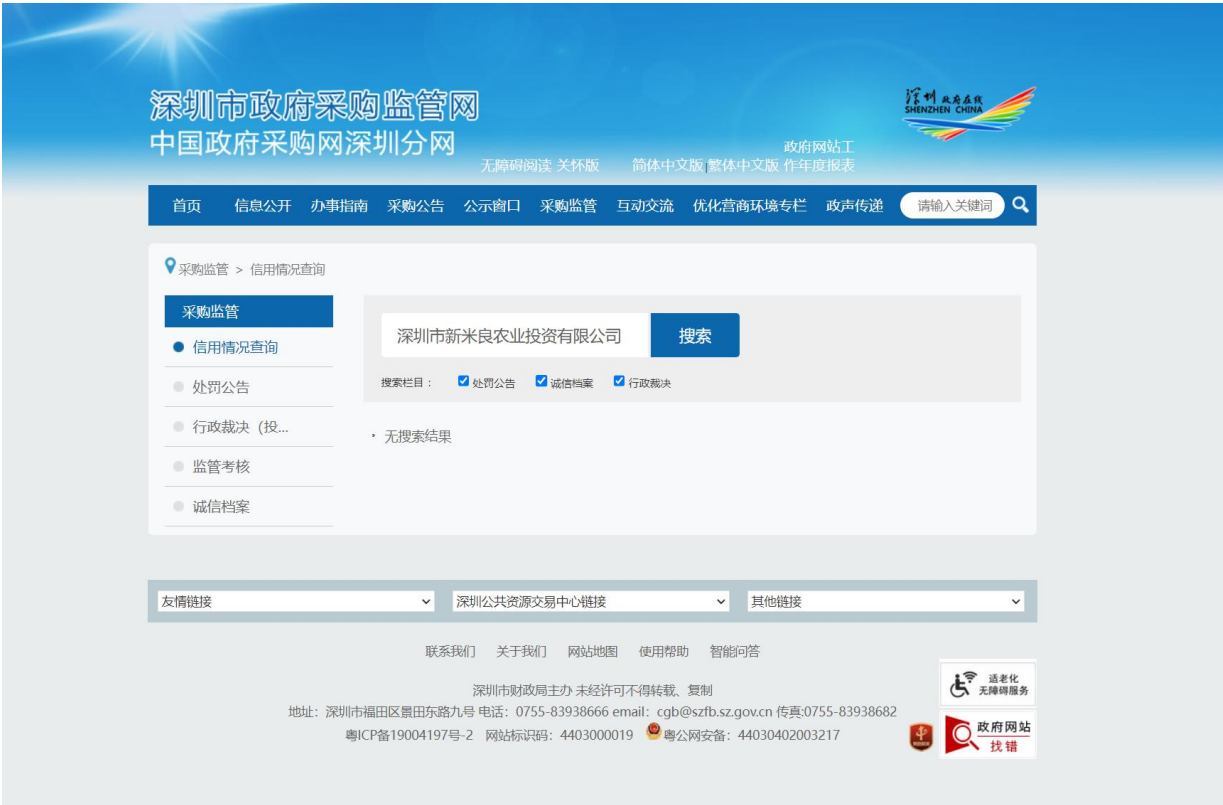 深圳市政府采购监管网
中国政府采购网深圳分网
深圳 政府在线
SHENZHEN CHINA
无障碍阅读 关怀版 简体中文版 繁体中文版 政府网站工作年度报表
首页 信息公开 办事指南 采购公告 公示窗口 采购监管 互动交流 优化营商环境专栏 政声传递 请输入关键词
采购监管 > 信用情况查询
采购监管
信用情况查询
处罚公告
行政裁决（投...
监管考核
诚信档案
深圳市新米良农业投资有限公司 搜索
搜索栏目： 处罚公告 诚信档案 行政裁决
无搜索结果
友情链接 深圳公共资源交易中心链接 其他链接
联系我们 关于我们 网站地图 使用帮助 智能问答
深圳市财政局主办 未经许可不得转载、复制
地址：深圳市福田区景田东路九号 电话：0755-83938666 email：cgb@szfb.sz.gov.cn 传真:0755-83938682
粤ICP备19004197号-2 网站标识码：4403000019 粤公网安备：44030402003217
适老化
无障碍服务
政府网站
找错